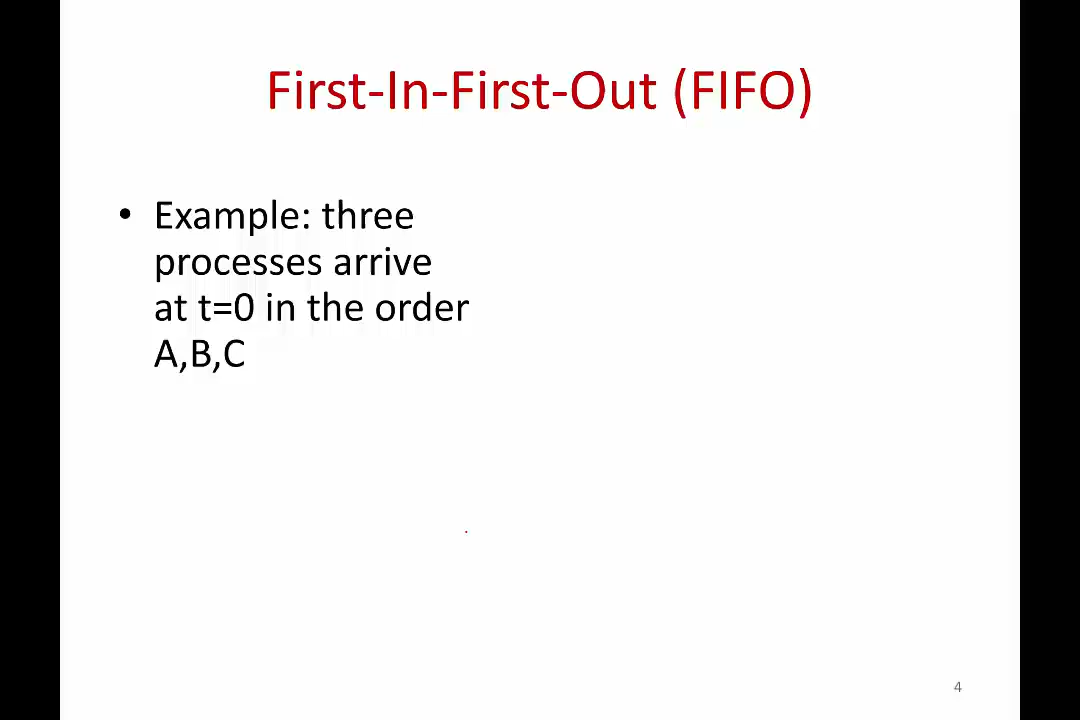 First-In-First-Out (FIFO)
• Example: three
processes arrive
at t=0 in the order
A,B,C
4